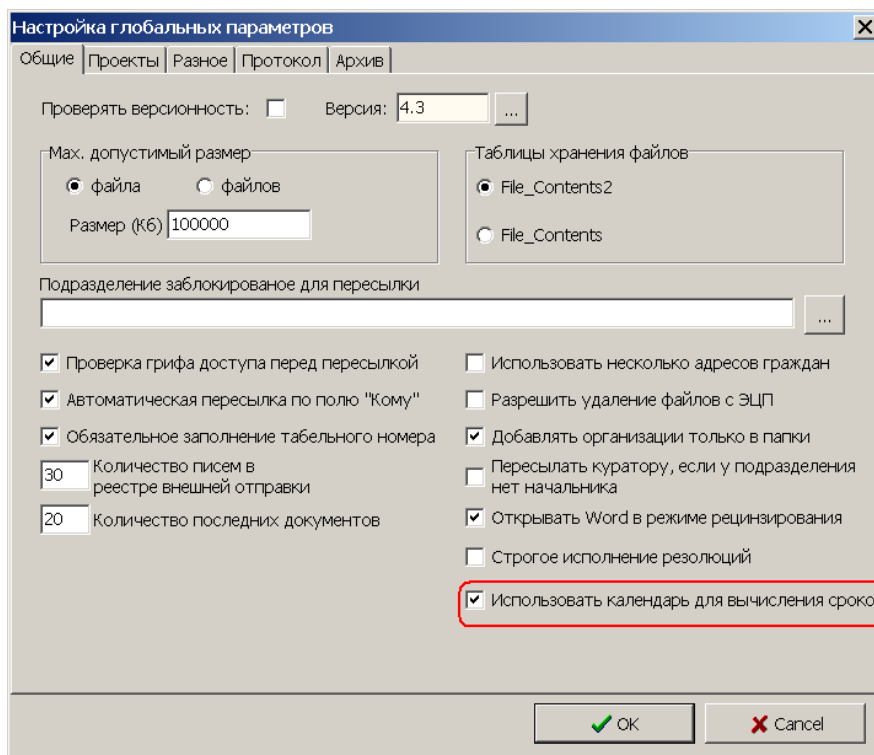 Настройка глобальных параметров
Общие Проекты Разное Протокол Архив
Проверять версионность: Версия: 4.3 ...
Мах. допустимый размер
файла файлов
Размер (Кб) 100000
Таблицы хранения файлов
File_Contents2
File_Contents
Подразделение заблокированое для пересылки
...
Проверка грифа доступа перед пересылкой
Автоматическая пересылка по полю "Кому"
Обязательное заполнение табельного номера
30 Количество писем в
реестре внешней отправки
20 Количество последних документов
Использовать несколько адресов граждан
Разрешить удаление файлов с ЭЦП
Добавлять организации только в папки
Пересылать куратору, если у подразделения
нет начальника
Открывать Word в режиме рецинзирования
Строгое исполнение резолюций
Использовать календарь для вычисления сроко
OK Cancel